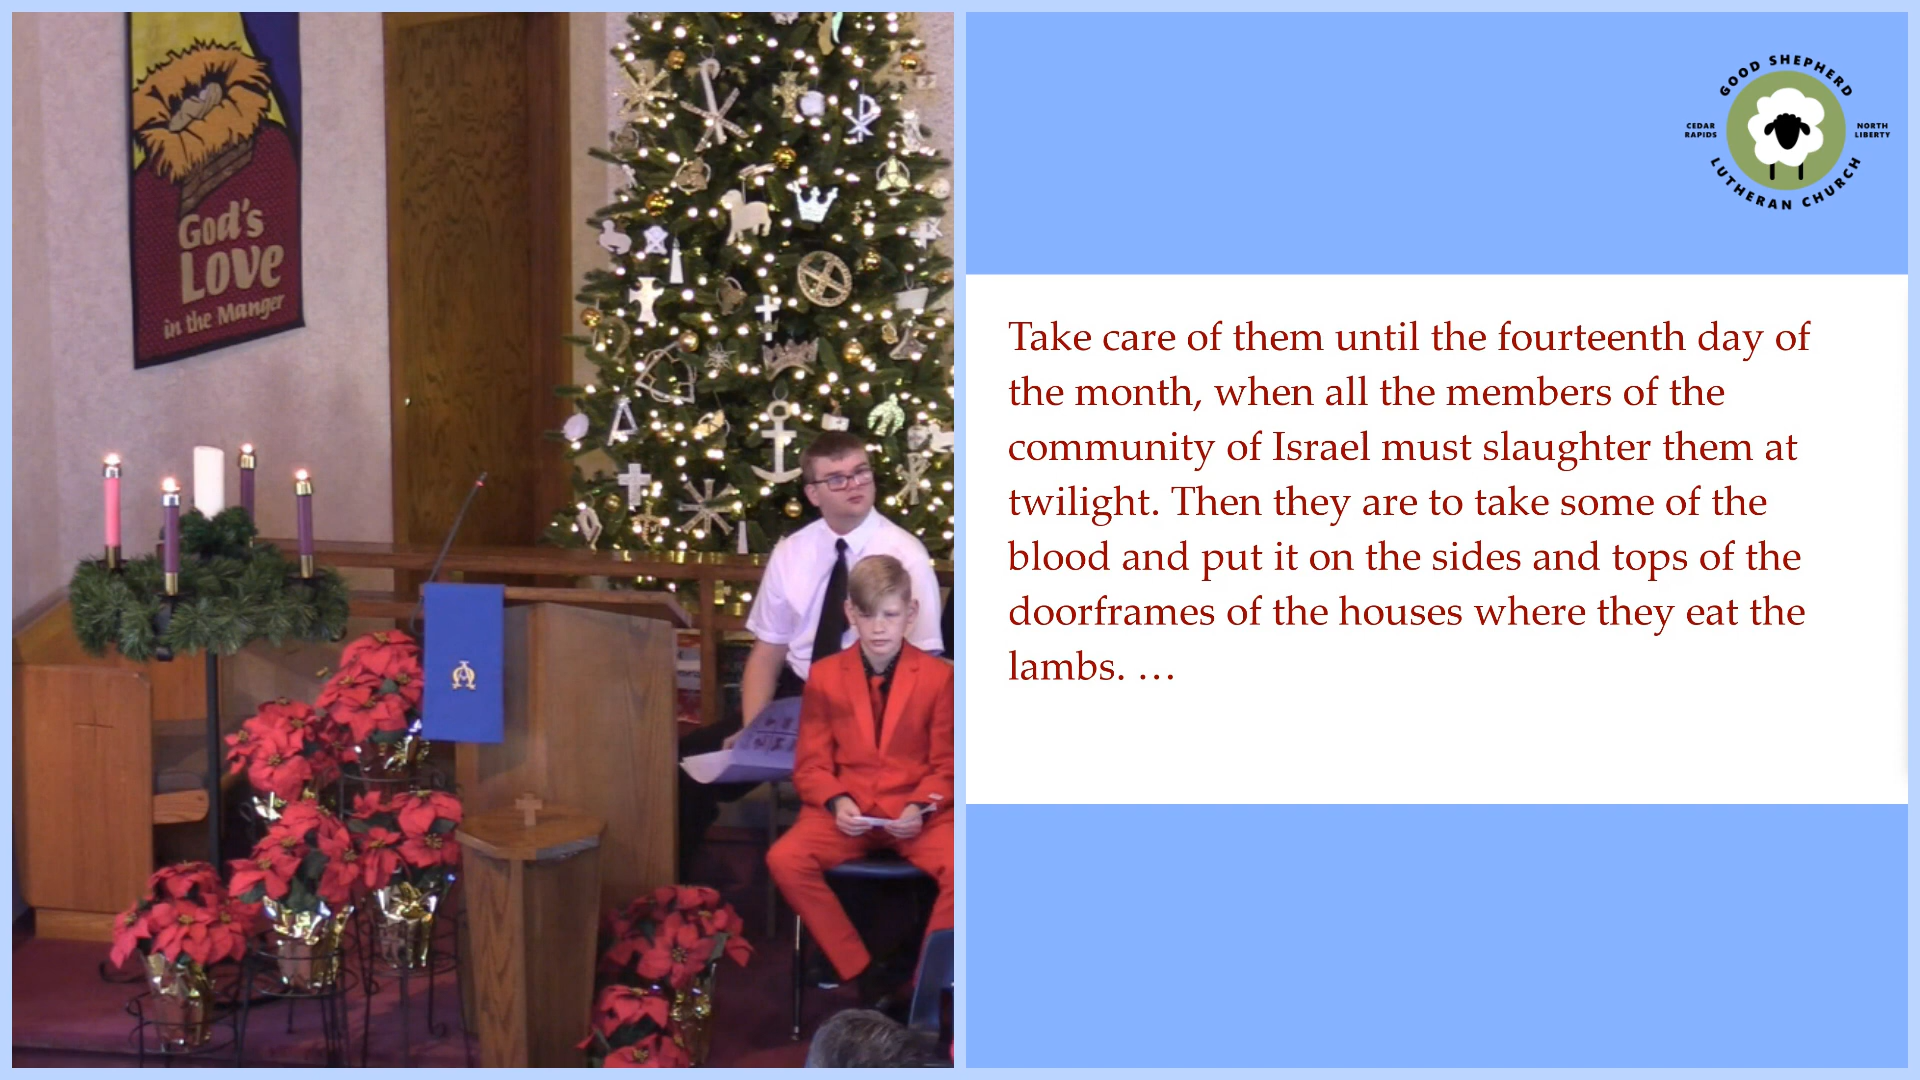 God's
LOVE
in the Manger
GOOD SHEPHERD
CEDAR
RAPIDS
NORTH
LIBERTY
LUTHERAN CHURCH
Take care of them until the fourteenth day of
the month, when all the members of the
community of Israel must slaughter them at
twilight. Then they are to take some of the
blood and put it on the sides and tops of the
doorframes of the houses where they eat the
lambs. …